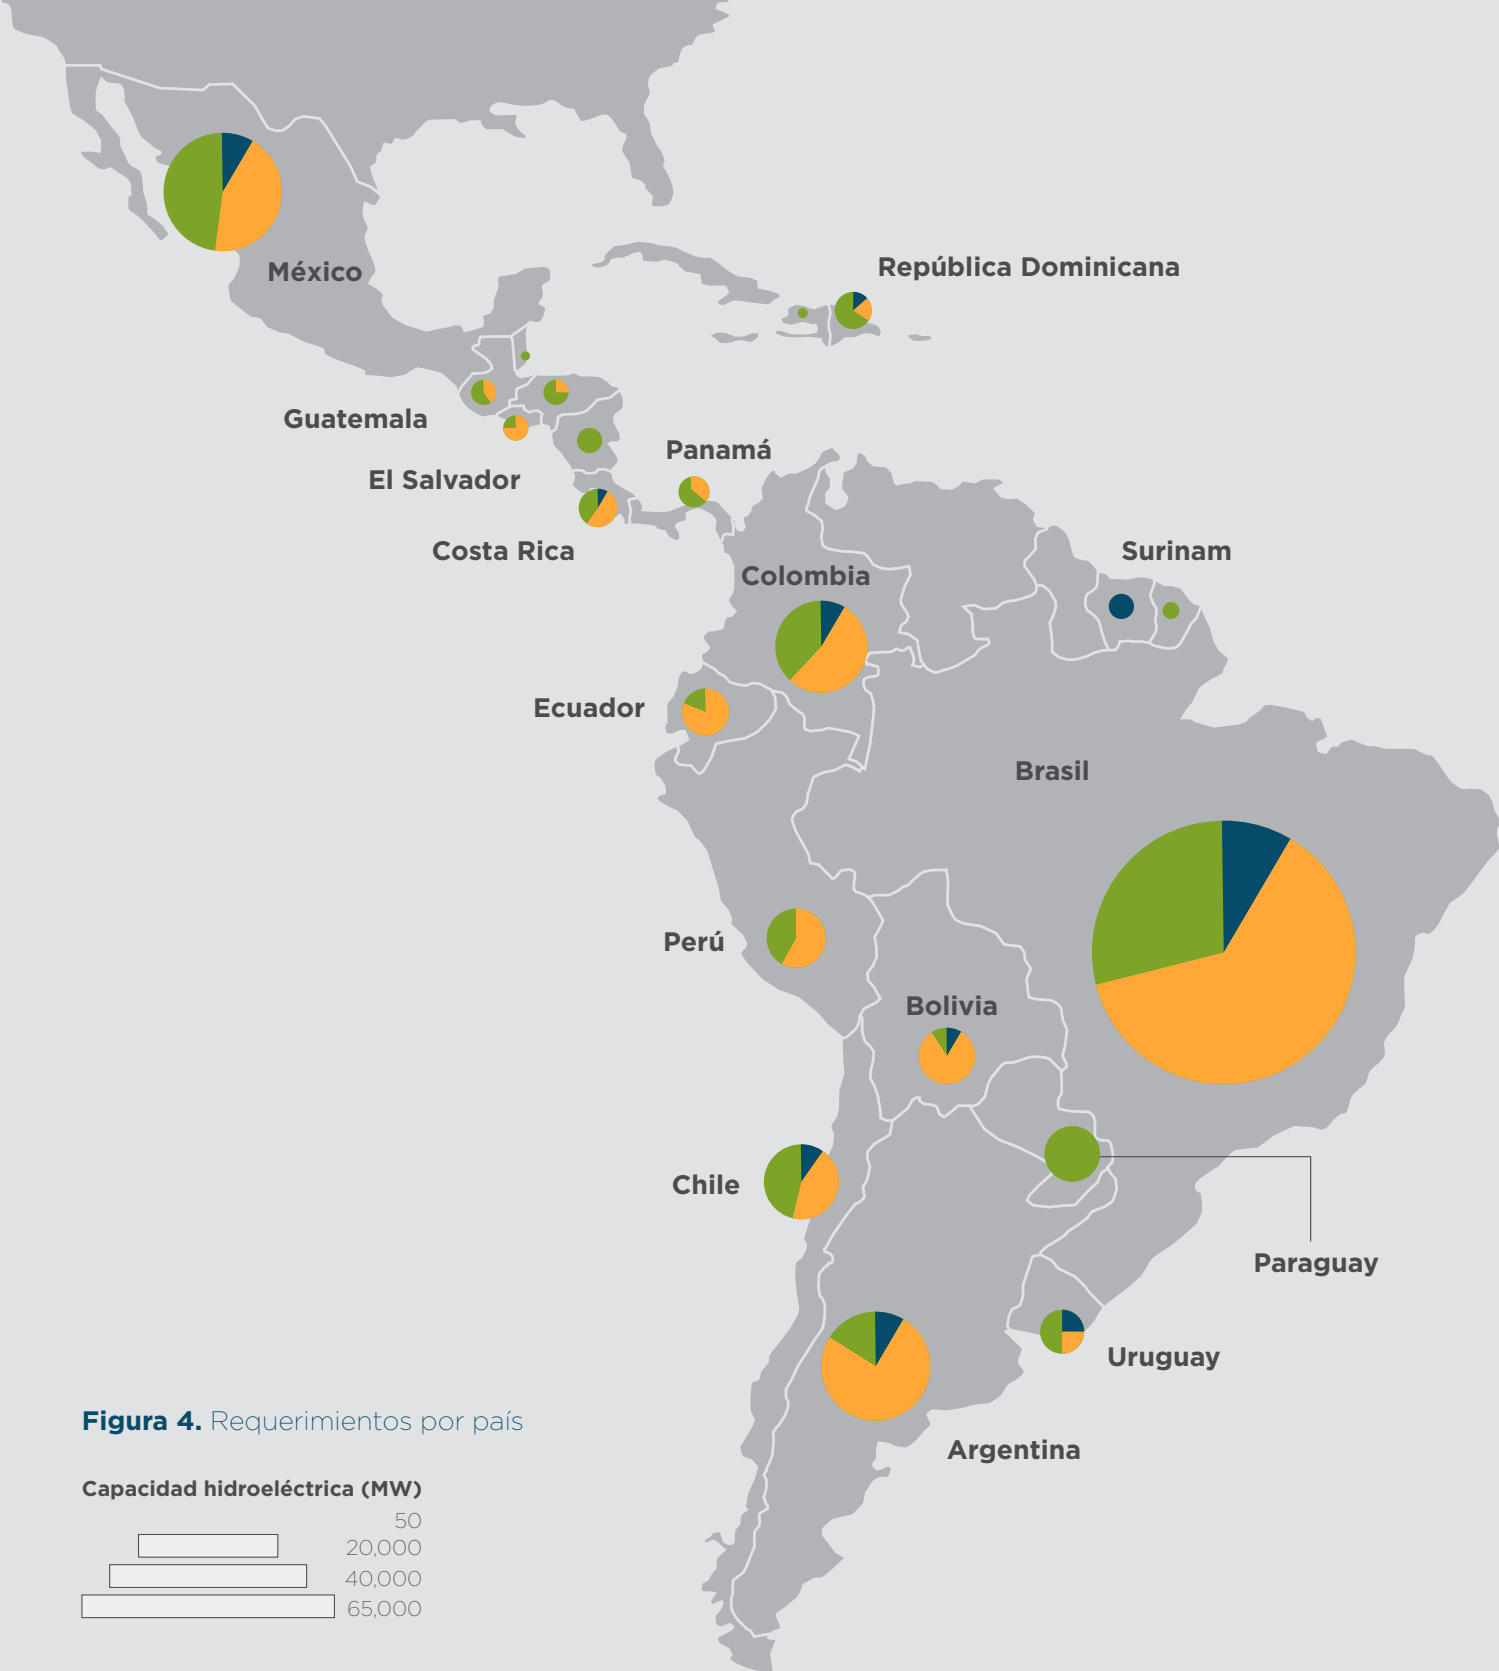 República Dominicana
México
Guatemala
Panamá
El Salvador
Costa Rica
Surinam
Colombia
Ecuador
Brasil
Perú
Bolivia
Chile
Paraguay
Uruguay
Figura 4. Requerimientos por país
Argentina
Capacidad hidroeléctrica (MW)
50
20,000
40,000
65,000